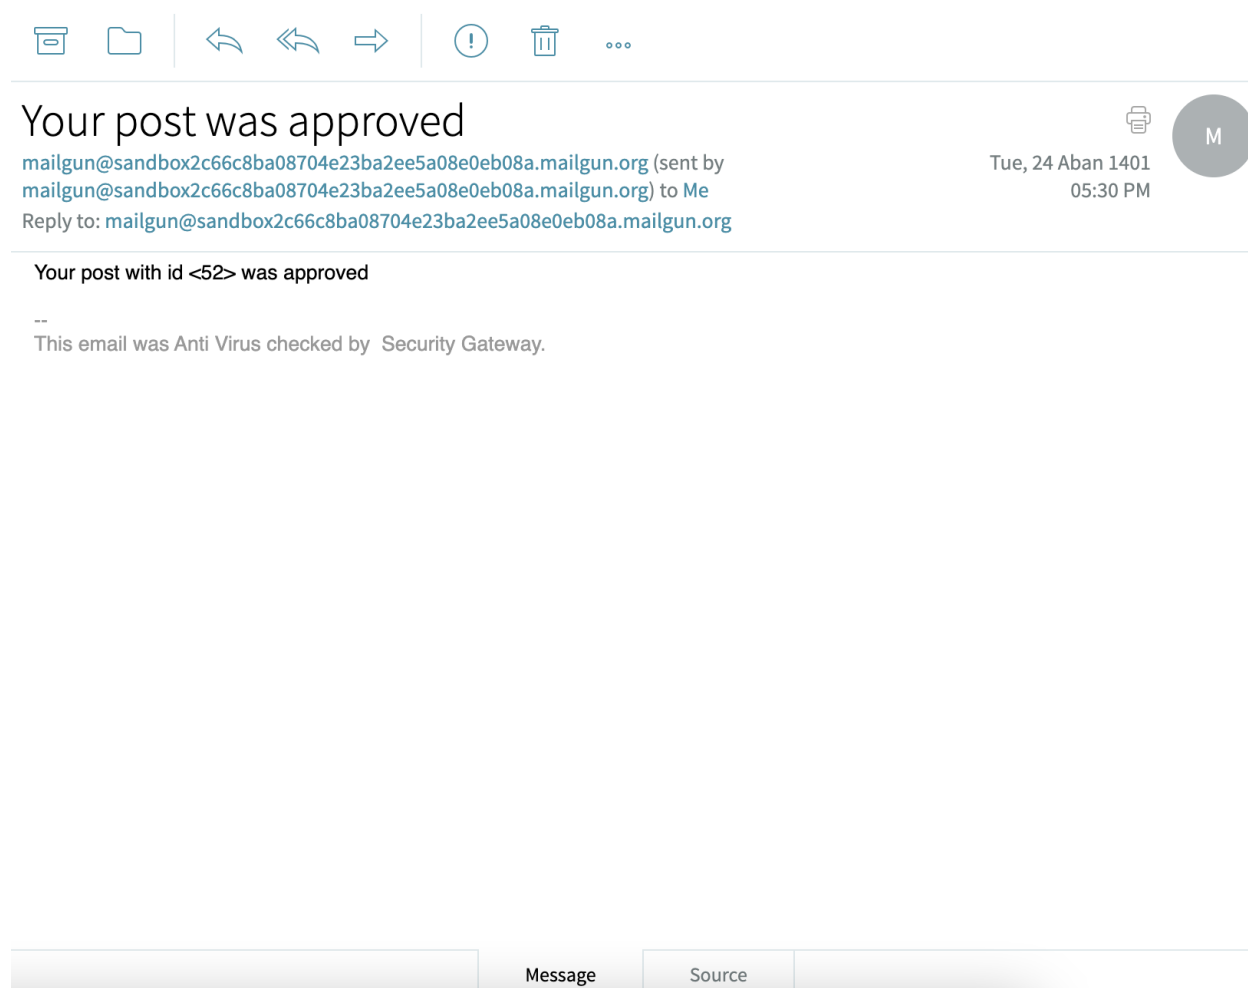 Your post was approved
M
mailgun@sandbox2c66c8ba08704e23ba2ee5a08e0eb08a.mailgun.org (sent by
Tue, 24 Aban 1401
mailgun@sandbox2c66c8ba08704e23ba2ee5a08e0eb08a.mailgun.org) to Me
05:30 PM
Reply to: mailgun@sandbox2c66c8ba08704e23ba2ee5a08e0eb08a.mailgun.org
Your post with id <52> was approved
--
This email was Anti Virus checked by  Security Gateway.
Message
Source